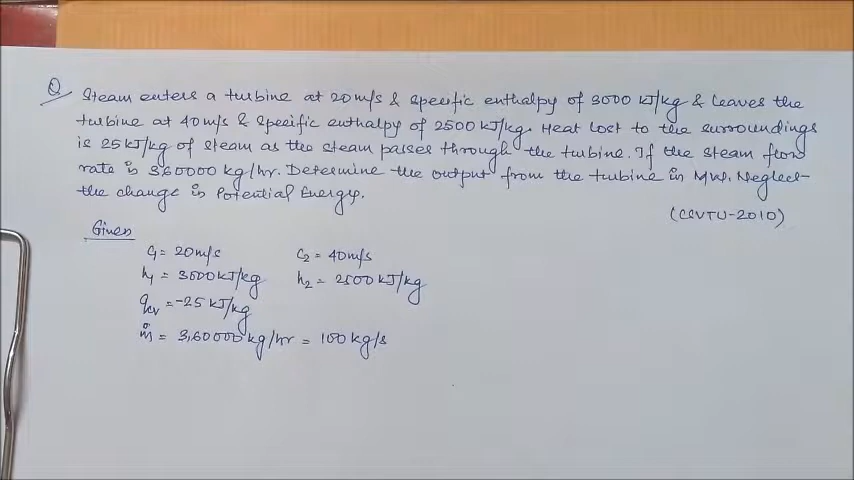 Q Steam enters a turbine at 20m/s & specific enthalpy of 3000 kJ/kg & leaves the
turbine at 40m/s & specific enthalpy of 2500 kJ/kg. Heat lost to the surroundings
is 25 kJ/kg of steam as the steam passes through the turbine. If the steam flow
rate is 3,60000 kg/hr. Determine the output from the turbine in MW. Neglect
the change in Potential Energy.
(CSVTU-2010)
Given
C1 = 20m/s C2 = 40m/s
h1 = 3000 kJ/kg h2 = 2500 kJ/kg
qcv = -25 kJ/kg
ṁ = 3,60000 kg/hr = 100 kg/s